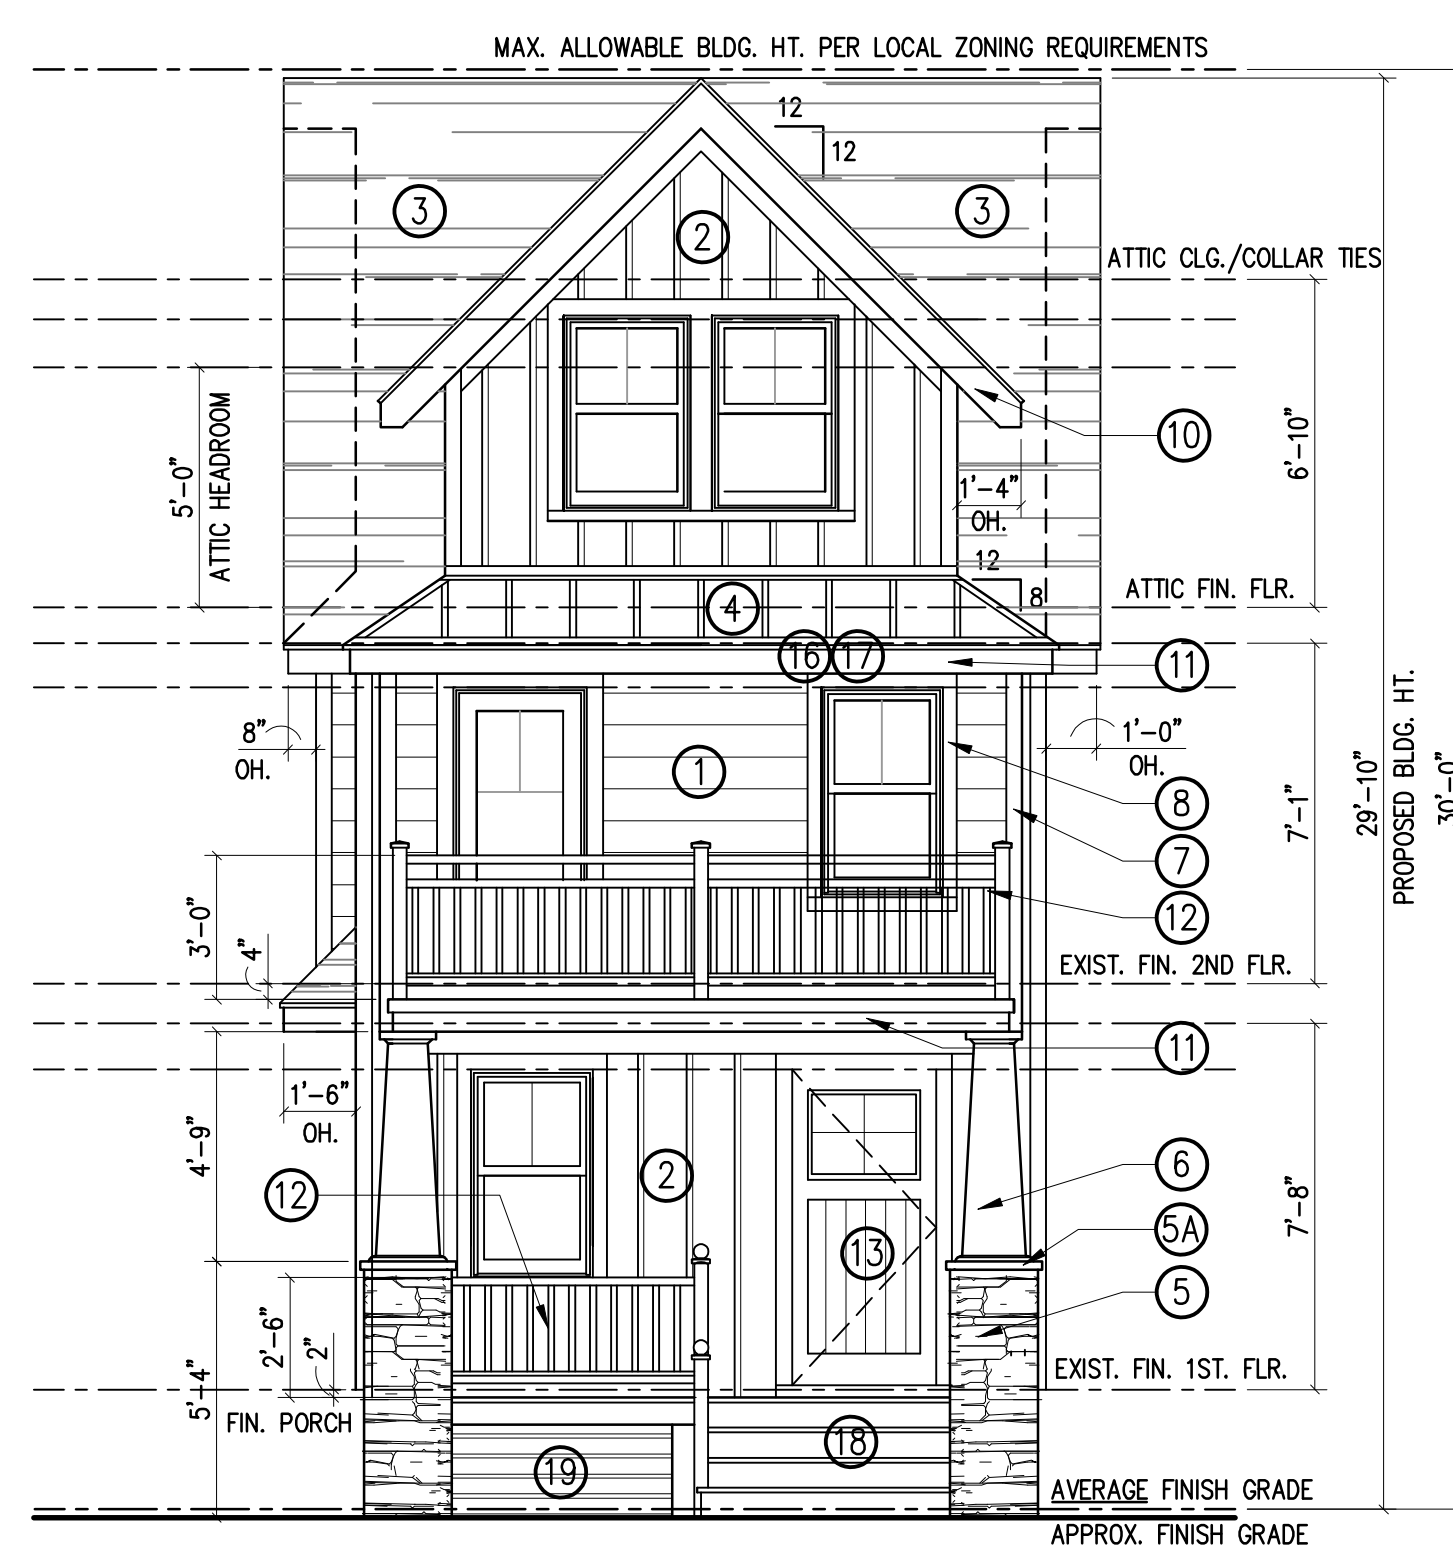 MAX. ALLOWABLE BLDG. HT. PER LOCAL ZONING REQUIREMENTS
12
12
3
2
3
ATTIC CLG./COLLAR TIES
10
5'-0"
ATTIC HEADROOM
6'-10"
1'-4"
OH.
12
8
4
ATTIC FIN. FLR.
16
17
11
8"
OH.
1
1'-0"
OH.
8
7
12
7'-1"
29'-10"
PROPOSED BLDG. HT.
30'-0"
3'-0"
4"
EXIST. FIN. 2ND FLR.
11
1'-6"
OH.
4'-9"
12
2
13
6
5A
5
7'-8"
2'-6"
2"
5'-4"
EXIST. FIN. 1ST. FLR.
FIN. PORCH
18
19
AVERAGE FINISH GRADE
APPROX. FINISH GRADE